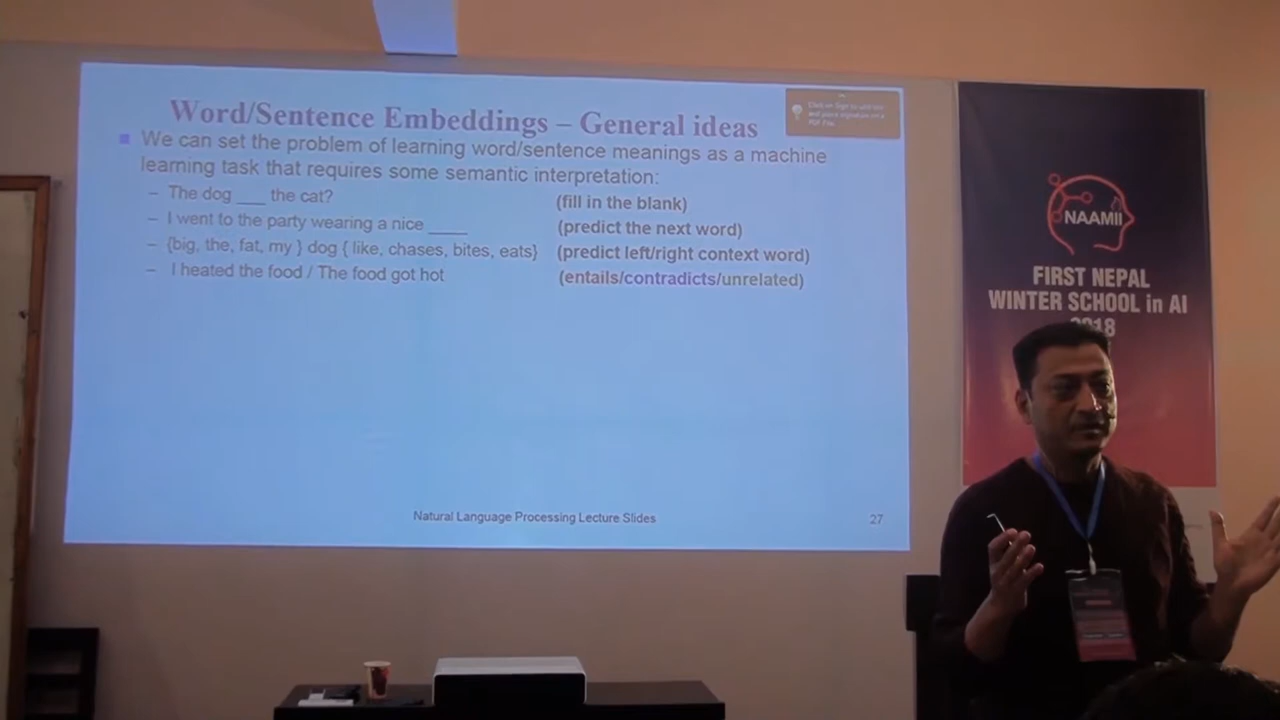 Word/Sentence Embeddings – General ideas
We can set the problem of learning word/sentence meanings as a machine
learning task that requires some semantic interpretation:
– The dog ___ the cat? (fill in the blank)
– I went to the party wearing a nice ____ (predict the next word)
– {big, the, fat, my } dog { like, chases, bites, eats} (predict left/right context word)
– I heated the food / The food got hot (entails/contradicts/unrelated)
Natural Language Processing Lecture Slides 27
NAAMII
FIRST NEPAL
WINTER SCHOOL in AI
2018